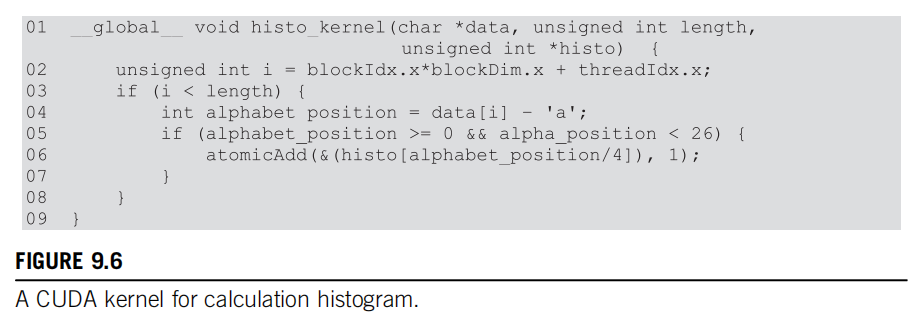 01 __global__ void histo_kernel(char *data, unsigned int length,
unsigned int *histo) {
02 unsigned int i = blockIdx.x*blockDim.x + threadIdx.x;
03 if (i < length) {
04 int alphabet_position = data[i] - 'a';
05 if (alphabet_position >= 0 && alpha_position < 26) {
06 atomicAdd(&(histo[alphabet_position/4]), 1);
07 }
08 }
09 }
FIGURE 9.6
A CUDA kernel for calculation histogram.